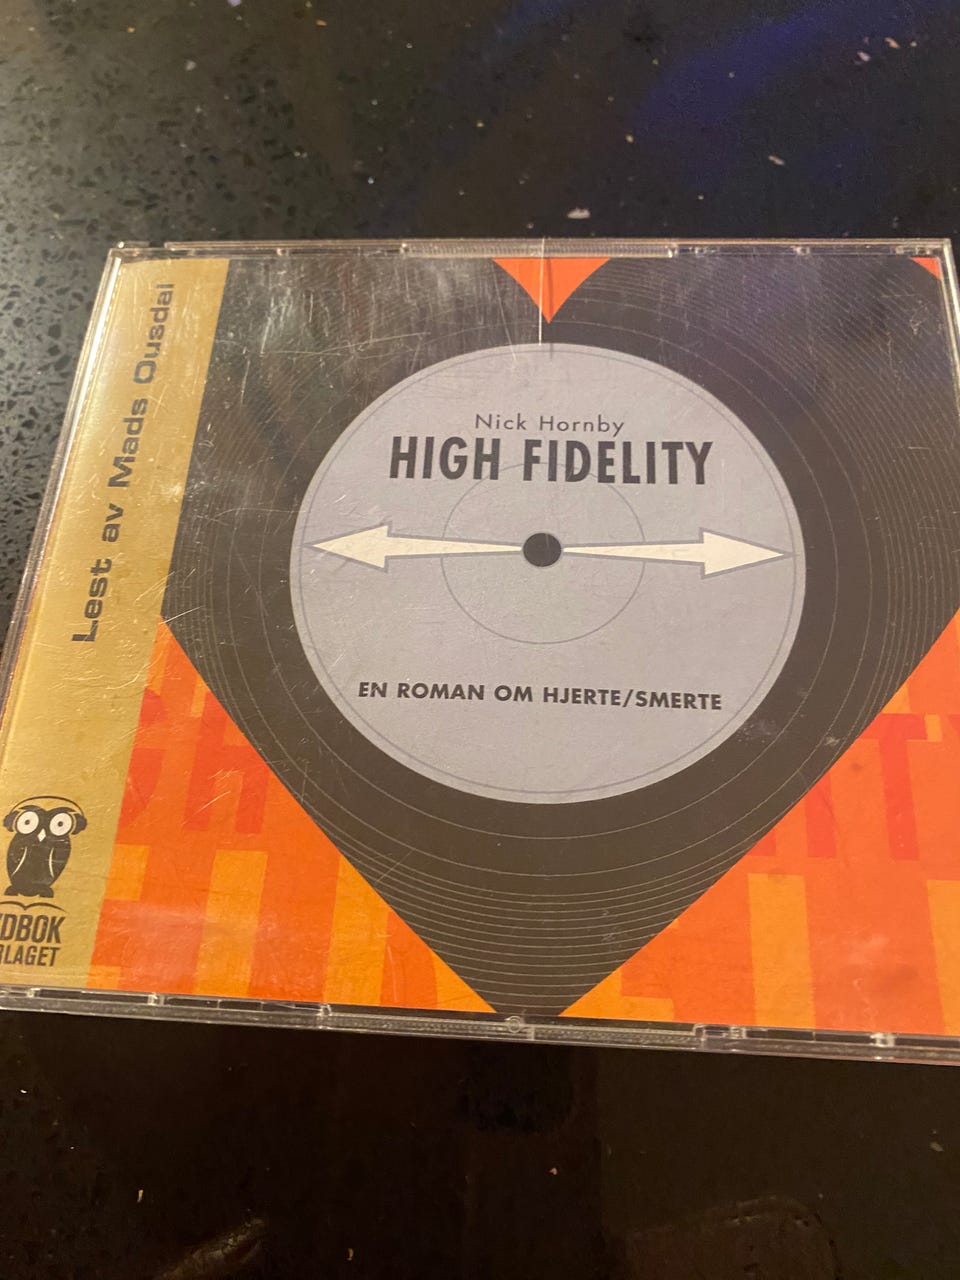 Lest av Mads Ousdal
Nick Hornby
HIGH FIDELITY
EN ROMAN OM HJERTE/SMERTE